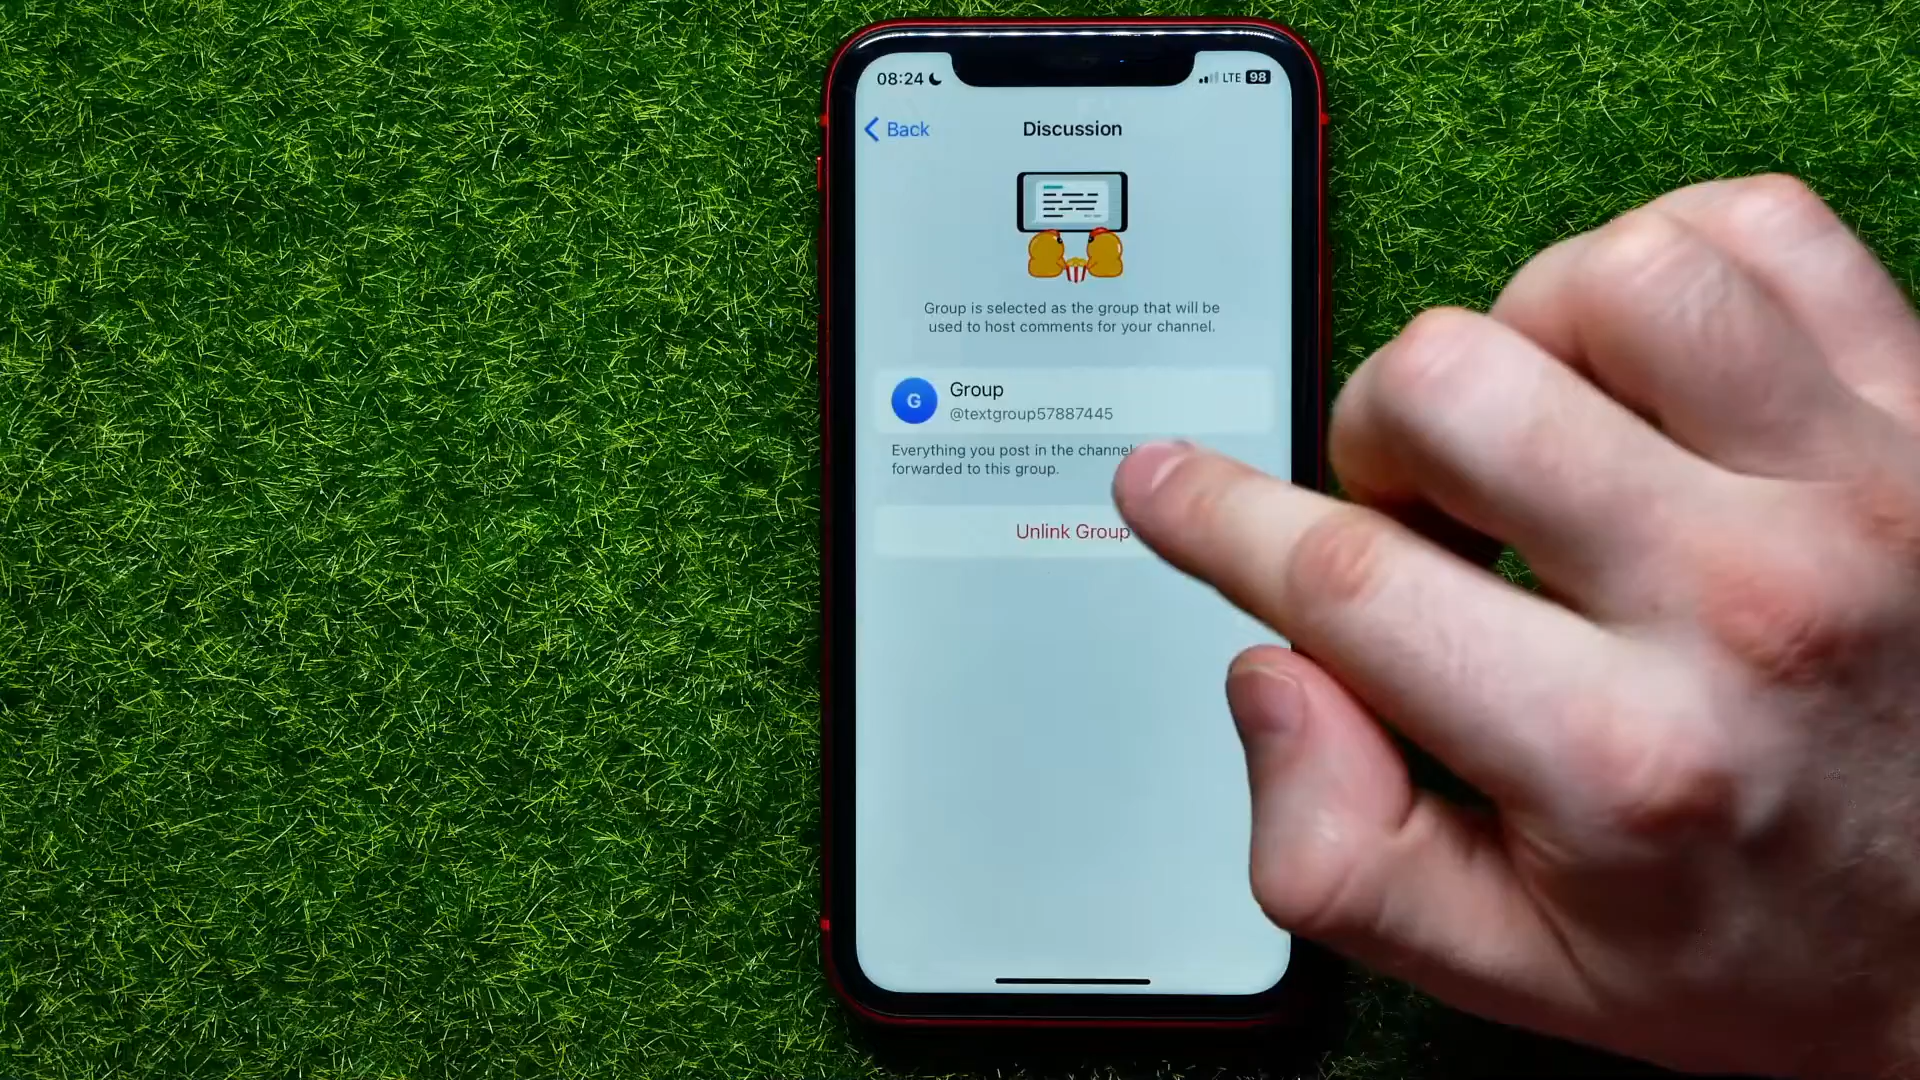 08:24
LTE 98
Back
Discussion
Group is selected as the group that will be
used to host comments for your channel.
G
Group
@textgroup57887445
Everything you post in the channel
forwarded to this group.
Unlink Group